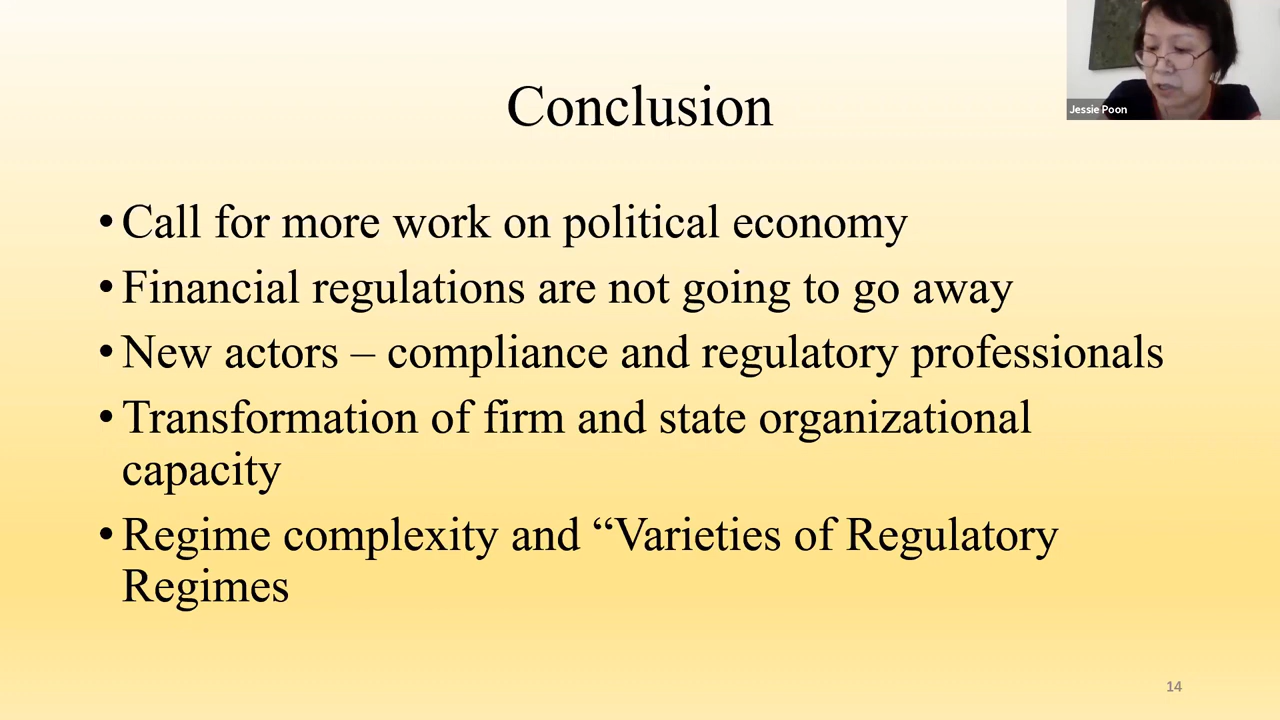 Jessie Poon
Conclusion
•Call for more work on political economy
•Financial regulations are not going to go away
•New actors – compliance and regulatory professionals
•Transformation of firm and state organizational
capacity
•Regime complexity and “Varieties of Regulatory
Regimes
14